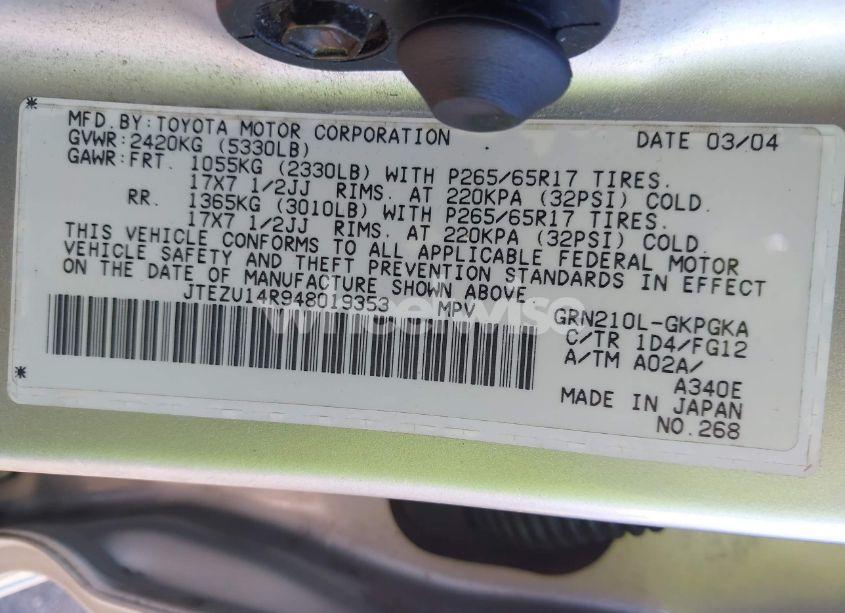 MFD. BY: TOYOTA MOTOR CORPORATION DATE 03/04
GVWR: 2420KG (5330LB)
GAWR: FRT. 1055KG (2330LB) WITH P265/65R17 TIRES.
17X7 1/2JJ RIMS. AT 220KPA (32PSI) COLD.
RR. 1365KG (3010LB) WITH P265/65R17 TIRES.
17X7 1/2JJ RIMS. AT 220KPA (32PSI) COLD.
THIS VEHICLE CONFORMS TO ALL APPLICABLE FEDERAL MOTOR
VEHICLE SAFETY AND THEFT PREVENTION STANDARDS IN EFFECT
ON THE DATE OF MANUFACTURE SHOWN ABOVE
JTEZU14R948019353 MPV GRN210L-GKPGKA
C/TR 1D4/FG12
A/TM A02A/
A340E
MADE IN JAPAN
NO.268